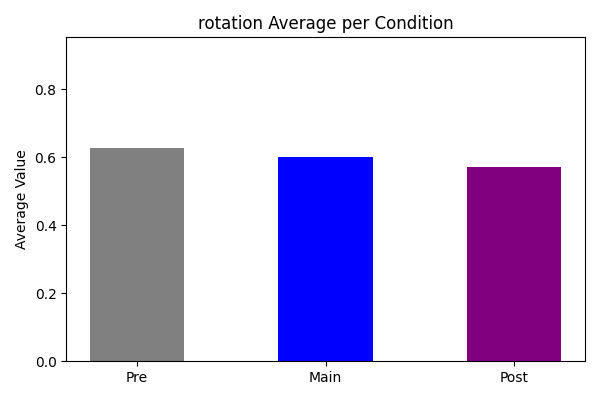 rotation Average per Condition
Average Value
0.8
0.6
0.4
0.2
0.0
Pre
Main
Post